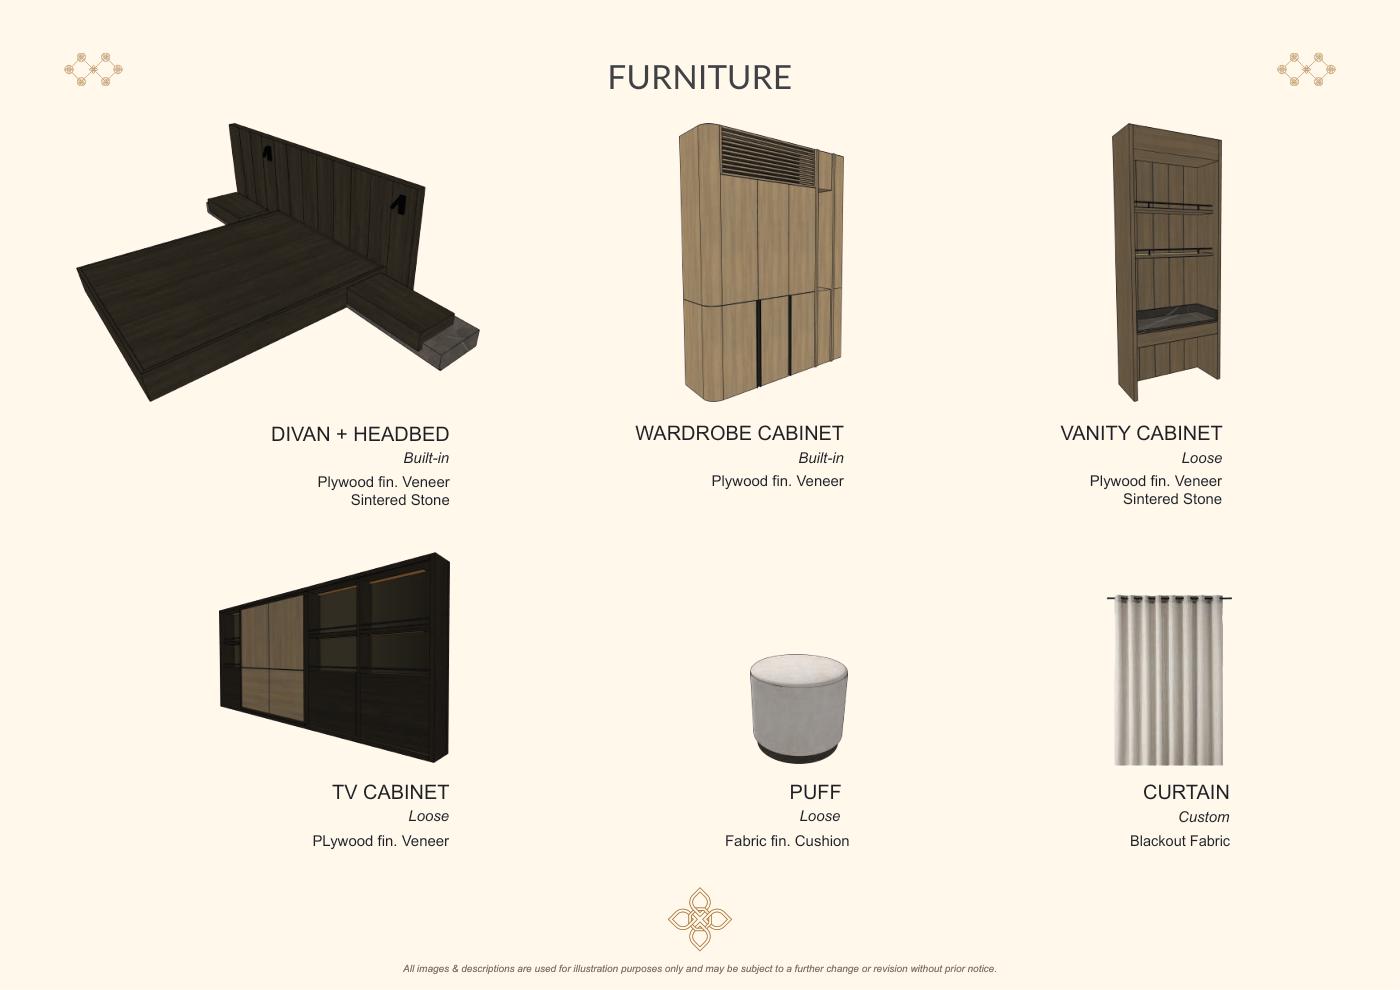 FURNITURE
DIVAN + HEADBED
Built-in
Plywood fin. Veneer
Sintered Stone
WARDROBE CABINET
Built-in
Plywood fin. Veneer
VANITY CABINET
Loose
Plywood fin. Veneer
Sintered Stone
TV CABINET
Loose
PLywood fin. Veneer
PUFF
Loose
Fabric fin. Cushion
CURTAIN
Custom
Blackout Fabric
All images & descriptions are used for illustration purposes only and may be subject to a further change or revision without prior notice.